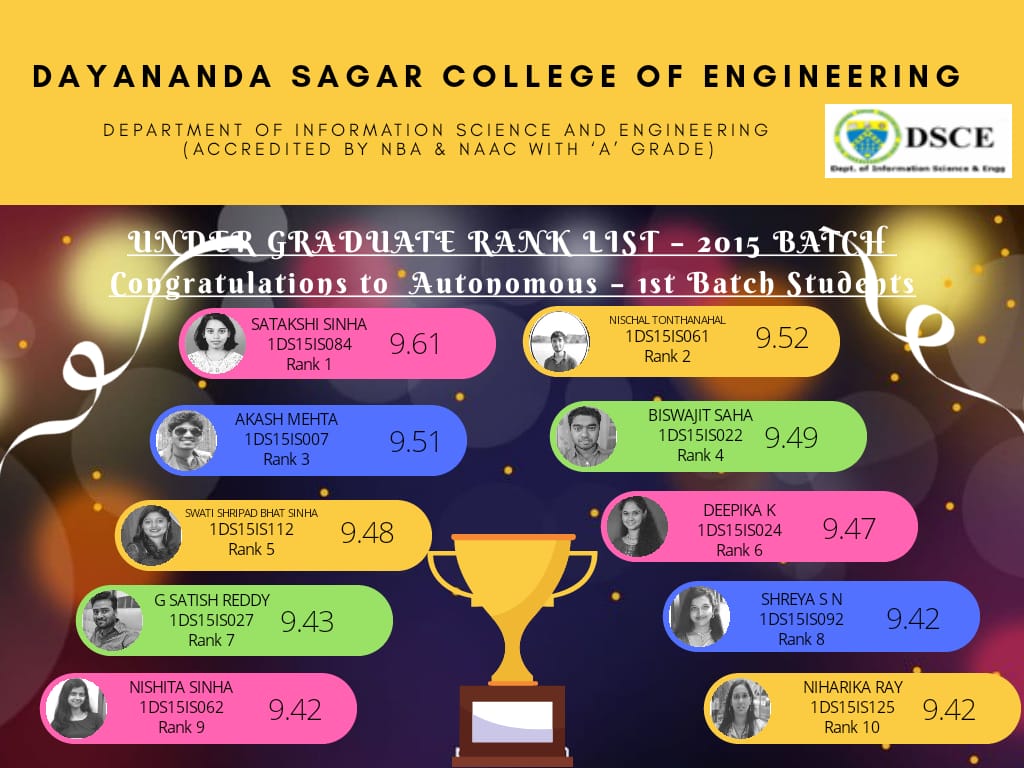 DAYANANDA SAGAR COLLEGE OF ENGINEERING
DEPARTMENT OF INFORMATION SCIENCE AND ENGINEERING
(ACCREDITED BY NBA & NAAC WITH ‘A’ GRADE)
DSCE
Dept. of Information Science & Engg
UNDER GRADUATE RANK LIST – 2015 BATCH
Congratulations to Autonomous – 1st Batch Students
SATAKSHI SINHA
1DS15IS084
Rank 1
9.61
NISCHAL TONTHANAHAL
1DS15IS061
Rank 2
9.52
AKASH MEHTA
1DS15IS007
Rank 3
9.51
BISWAJIT SAHA
1DS15IS022
Rank 4
9.49
SWATI SHRIPAD BHAT SINHA
1DS15IS112
Rank 5
9.48
DEEPIKA K
1DS15IS024
Rank 6
9.47
G SATISH REDDY
1DS15IS027
Rank 7
9.43
SHREYA S N
1DS15IS092
Rank 8
9.42
NISHITA SINHA
1DS15IS062
Rank 9
9.42
NIHARIKA RAY
1DS15IS125
Rank 10
9.42